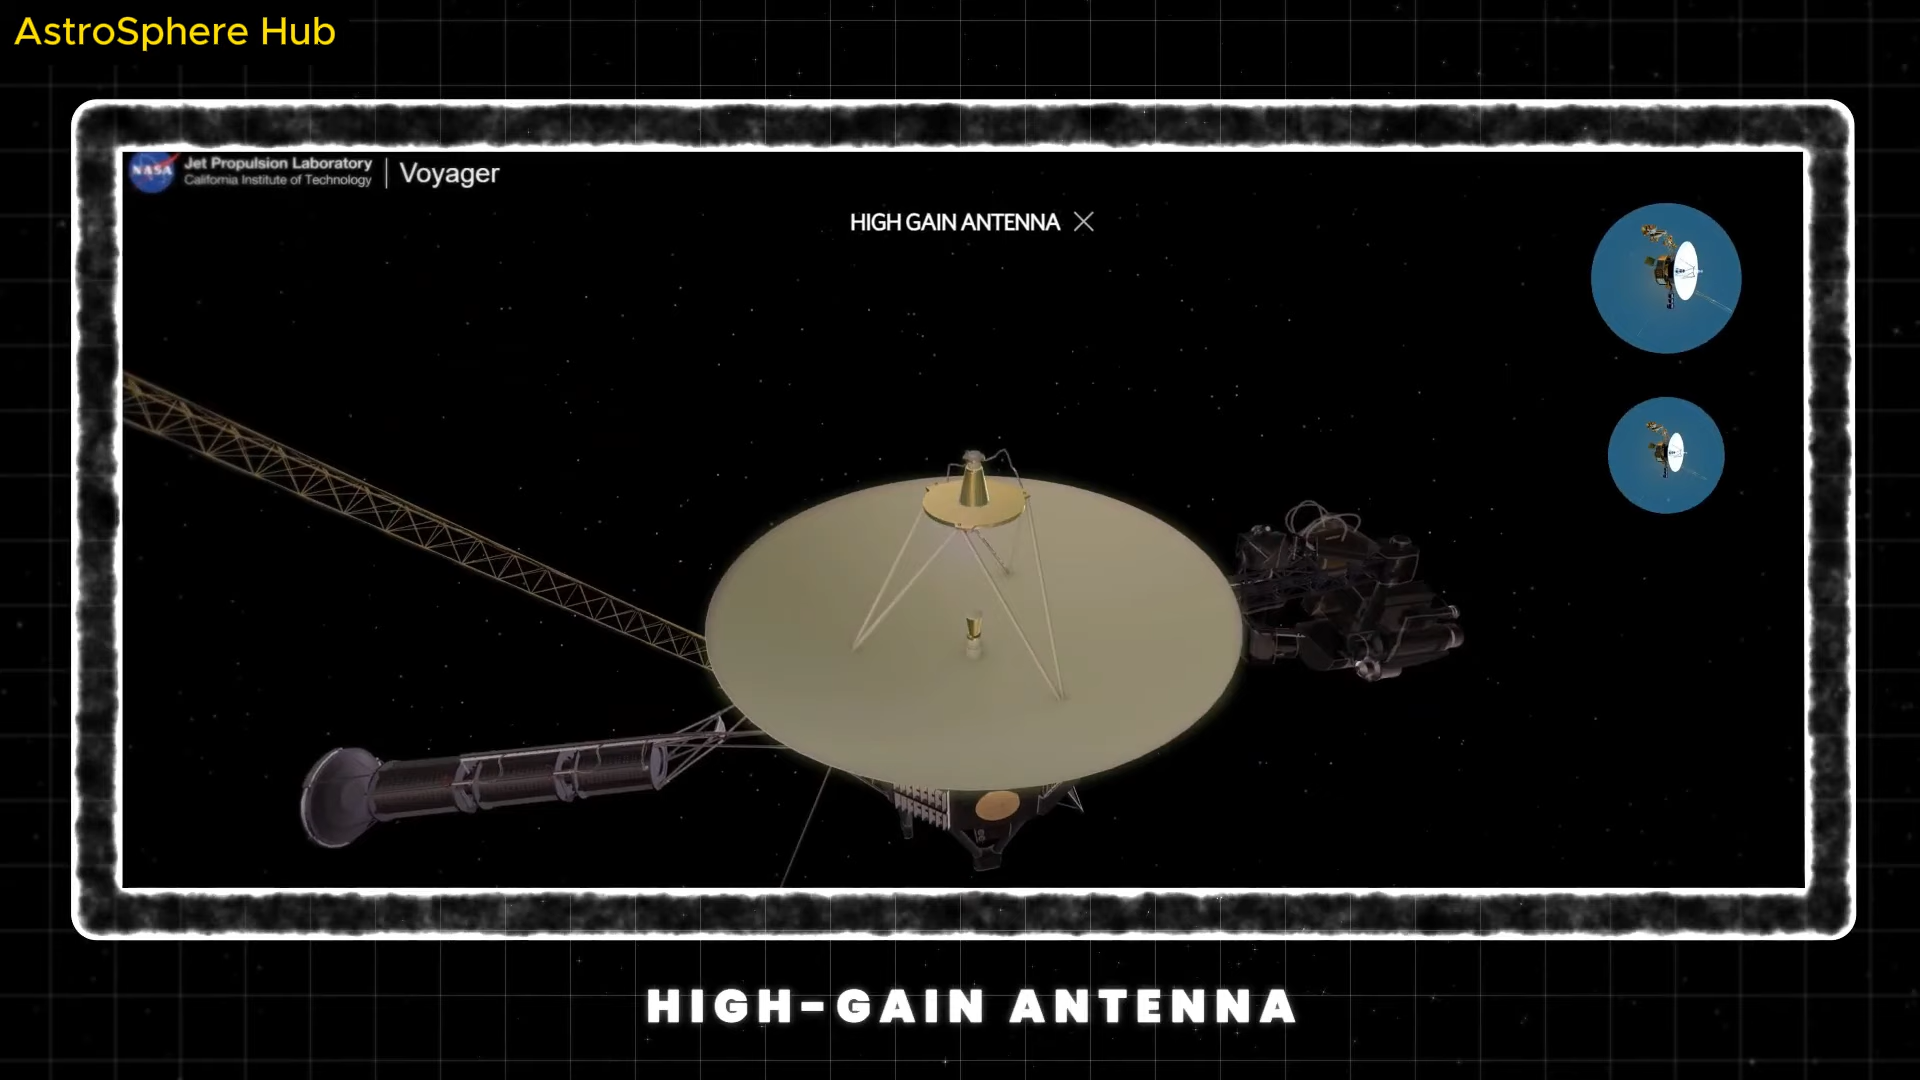 AstroSphere Hub
NASA
Jet Propulsion Laboratory
California Institute of Technology
Voyager
HIGH GAIN ANTENNA
HIGH-GAIN ANTENNA